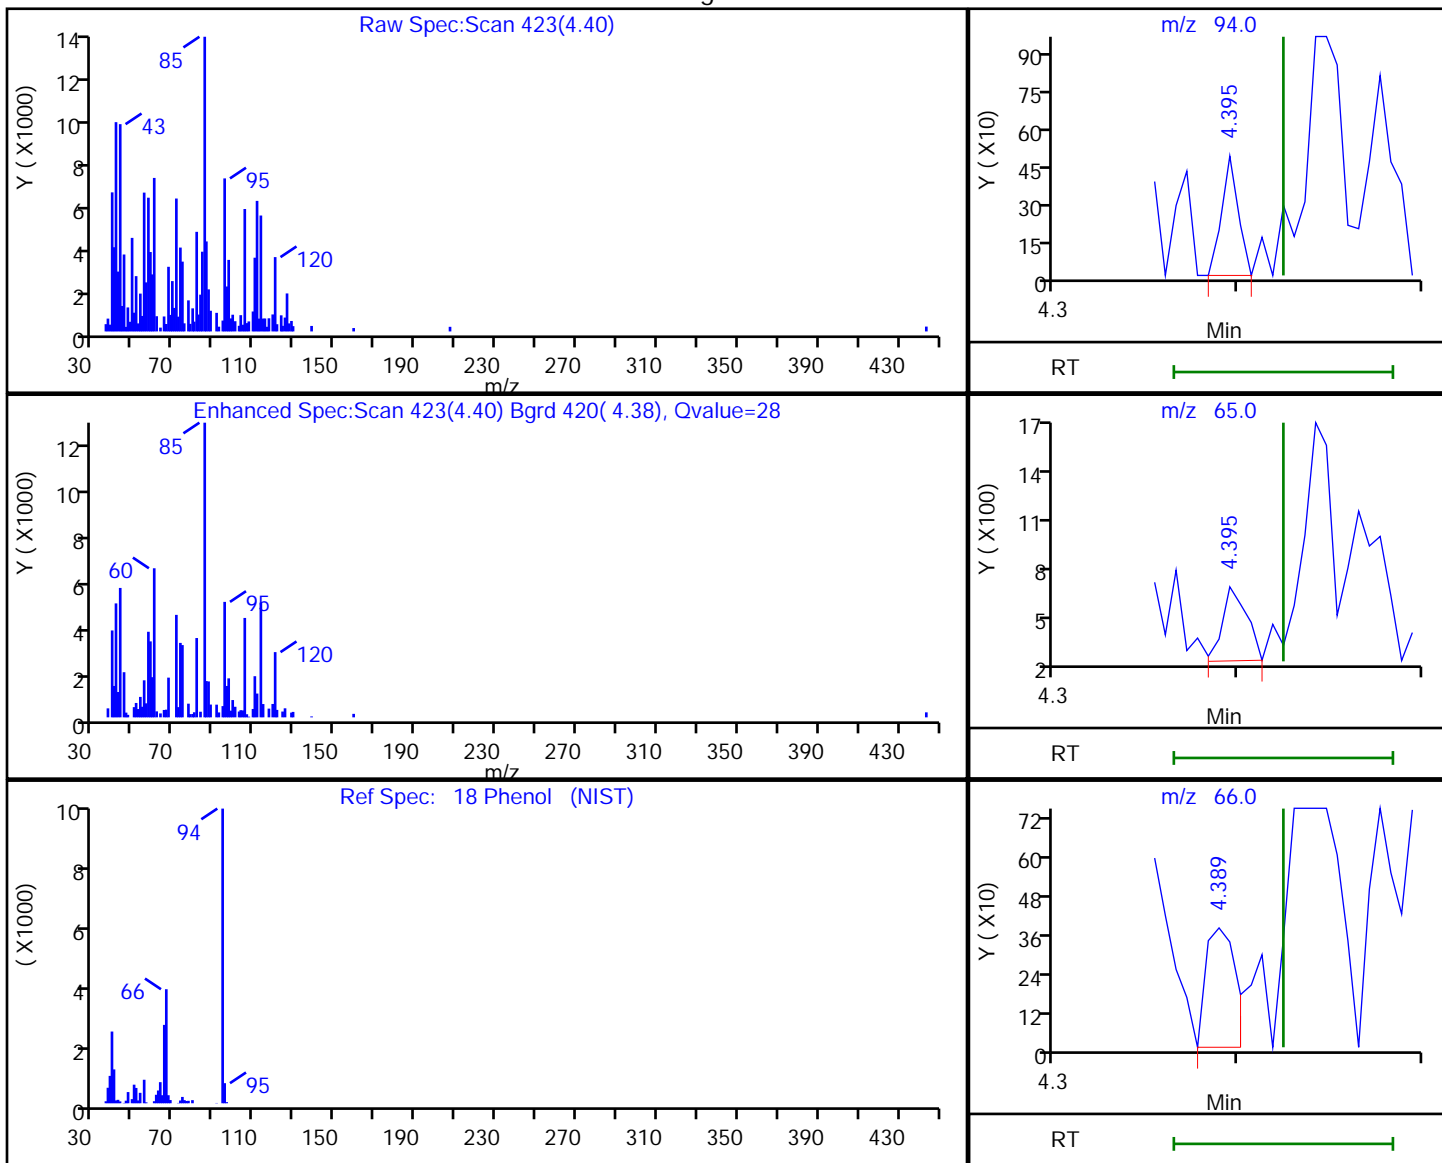 Raw Spec:Scan 423(4.40)
Y ( X1000)
14
12
10
8
6
4
2
0
85
43
95
120
30 70 110 150 190 230 270 310 350 390 430
m/z
m/z 94.0
Y ( X10)
90
75
60
45
30
15
0
4.395
4.3
Min
RT
Enhanced Spec:Scan 423(4.40) Bgrd 420( 4.38), Qvalue=28
Y ( X1000)
12
10
8
6
4
2
0
85
60
95
120
30 70 110 150 190 230 270 310 350 390 430
m/z
m/z 65.0
Y ( X100)
17
14
11
8
5
2
4.395
4.3
Min
RT
Ref Spec: 18 Phenol (NIST)
( X1000)
10
8
6
4
2
0
94
66
95
30 70 110 150 190 230 270 310 350 390 430
m/z 66.0
Y ( X10)
72
60
48
36
24
12
0
4.389
4.3
Min
RT